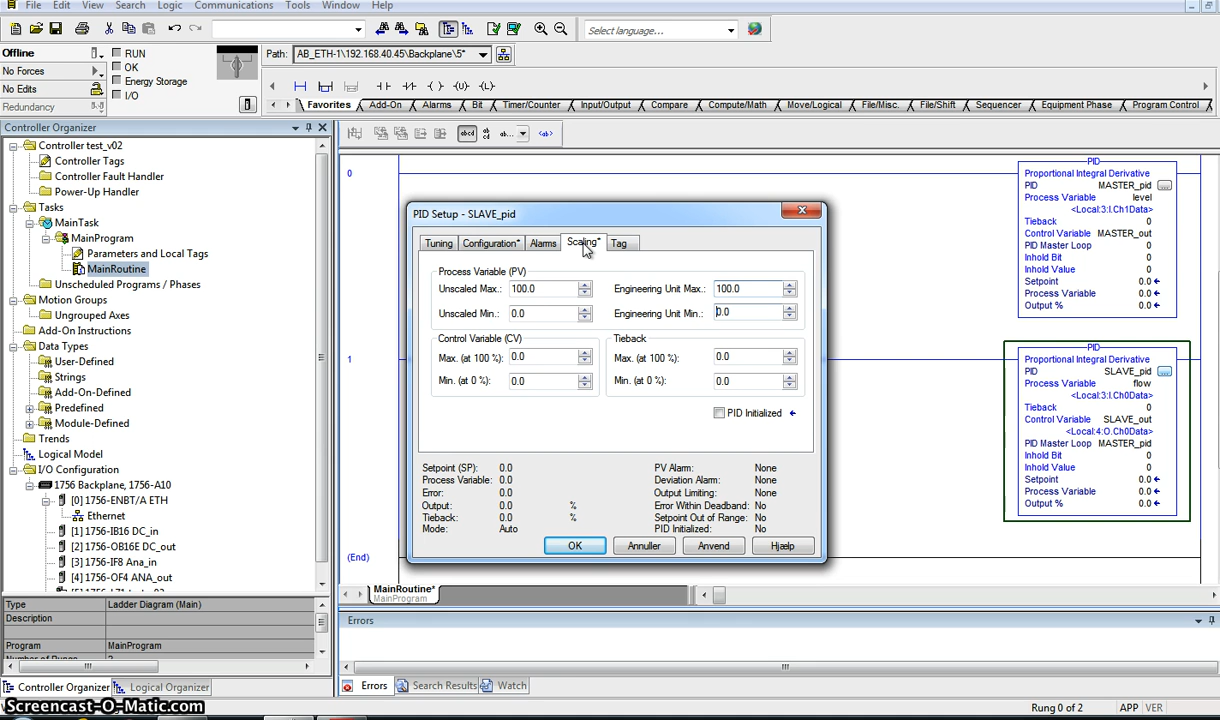 File Edit View Search Logic Communications Tools Window Help
Select language...
Offline
RUN
Path: AB_ETH-1\192.168.40.45\Backplane\5*
No Forces
OK
No Edits
Energy Storage
Redundancy
I/O
Favorites Add-On Alarms Bit Timer/Counter Input/Output Compare Compute/Math Move/Logical File/Misc. File/Shift Sequencer Equipment Phase Program Control
Controller Organizer
Controller test_v02
Controller Tags
Controller Fault Handler
Power-Up Handler
Tasks
MainTask
MainProgram
Parameters and Local Tags
MainRoutine
Unscheduled Programs / Phases
Motion Groups
Ungrouped Axes
Add-On Instructions
Data Types
User-Defined
Strings
Add-On-Defined
Predefined
Module-Defined
Trends
Logical Model
I/O Configuration
1756 Backplane, 1756-A10
[0] 1756-ENBT/A ETH
Ethernet
[1] 1756-IB16 DC_in
[2] 1756-OB16E DC_out
[3] 1756-IF8 Ana_in
[4] 1756-OF4 ANA_out
Type Ladder Diagram (Main)
Description
Program MainProgram
Controller Organizer Logical Organizer
0
PID
Proportional Integral Derivative
PID MASTER_pid ...
Process Variable level
<Local:3:I.Ch1Data>
Tieback 0
Control Variable MASTER_out
PID Master Loop 0
Inhold Bit 0
Inhold Value 0
Setpoint 0.0
Process Variable 0.0
Output % 0.0
1
PID
Proportional Integral Derivative
PID SLAVE_pid ...
Process Variable flow
<Local:3:I.Ch0Data>
Tieback 0
Control Variable SLAVE_out
<Local:4:O.Ch0Data>
PID Master Loop MASTER_pid
Inhold Bit 0
Inhold Value 0
Setpoint 0.0
Process Variable 0.0
Output % 0.0
(End)
PID Setup - SLAVE_pid
Tuning Configuration* Alarms Scaling* Tag
Process Variable (PV)
Unscaled Max.: 100.0 Engineering Unit Max.: 100.0
Unscaled Min.: 0.0 Engineering Unit Min.: 0.0
Control Variable (CV) Tieback
Max. (at 100 %): 0.0 Max. (at 100 %): 0.0
Min. (at 0 %): 0.0 Min. (at 0 %): 0.0
PID Initialized
Setpoint (SP): 0.0 PV Alarm: None
Process Variable: 0.0 Deviation Alarm: None
Error: 0.0 Output Limiting: None
Output: 0.0 % Error Within Deadband: No
Tieback: 0.0 % Setpoint Out of Range: No
Mode: Auto PID Initialized: No
OK Annuller Anvend Hjælp
MainRoutine*
MainProgram
Errors
Errors Search Results Watch
Rung 0 of 2 APP VER
Screencast-O-Matic.com